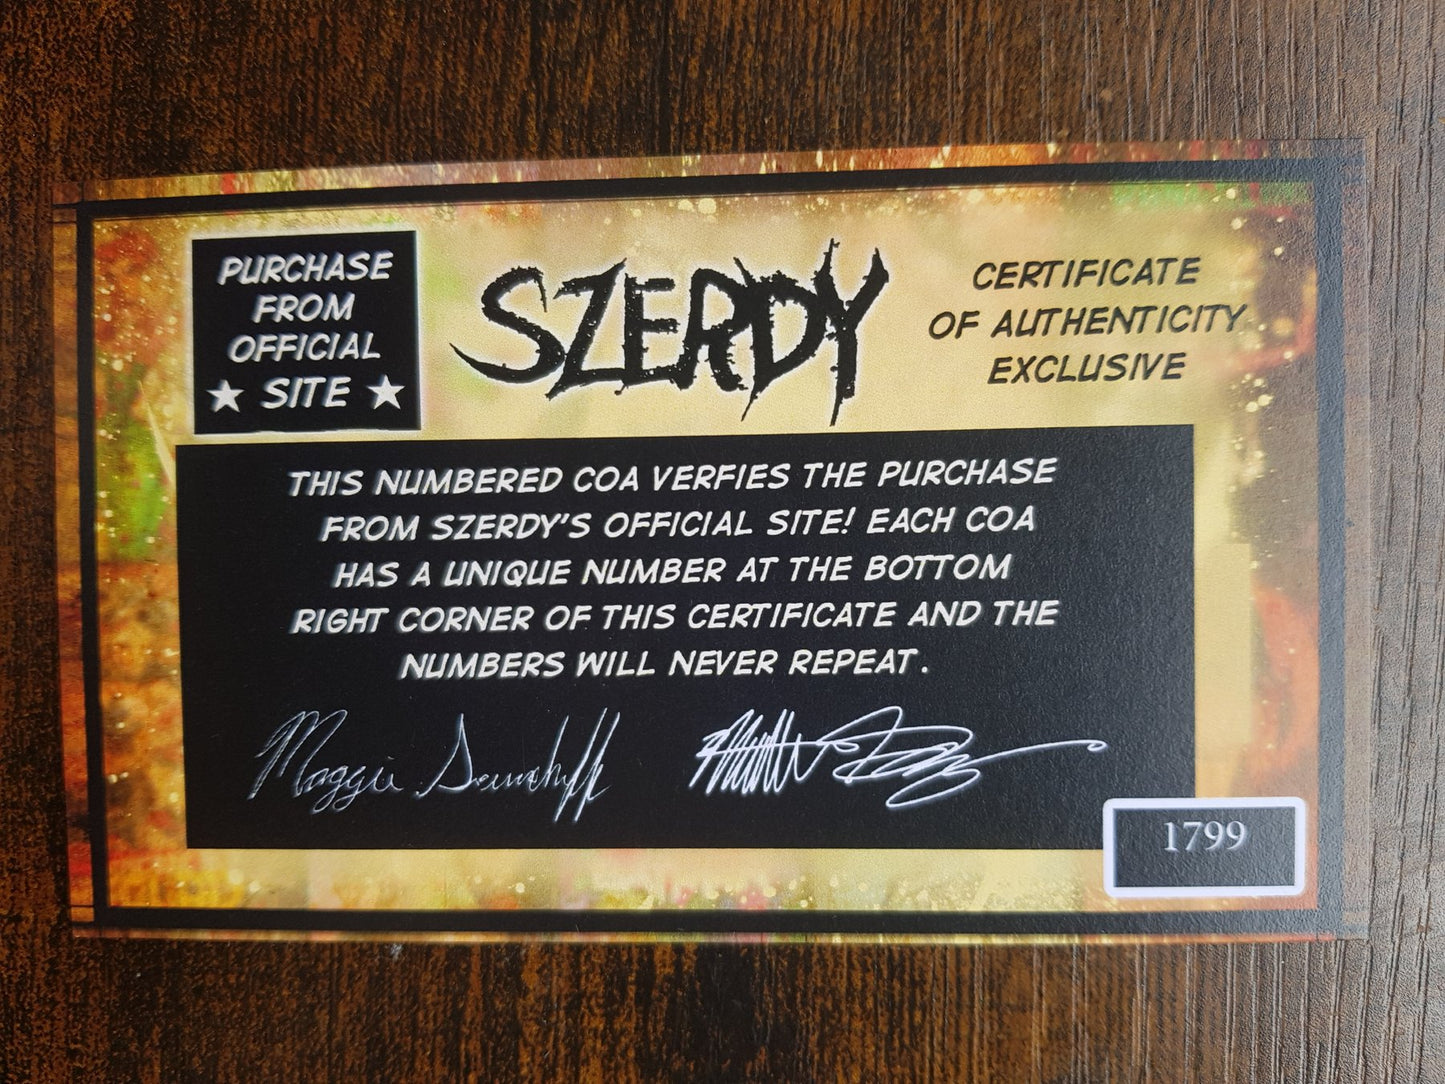 PURCHASE
FROM
OFFICIAL
★ SITE ★
SZERDY
CERTIFICATE
OF AUTHENTICITY
EXCLUSIVE
THIS NUMBERED COA VERFIES THE PURCHASE
FROM SZERDY'S OFFICIAL SITE! EACH COA
HAS A UNIQUE NUMBER AT THE BOTTOM
RIGHT CORNER OF THIS CERTIFICATE AND THE
NUMBERS WILL NEVER REPEAT.
Maggie
1799